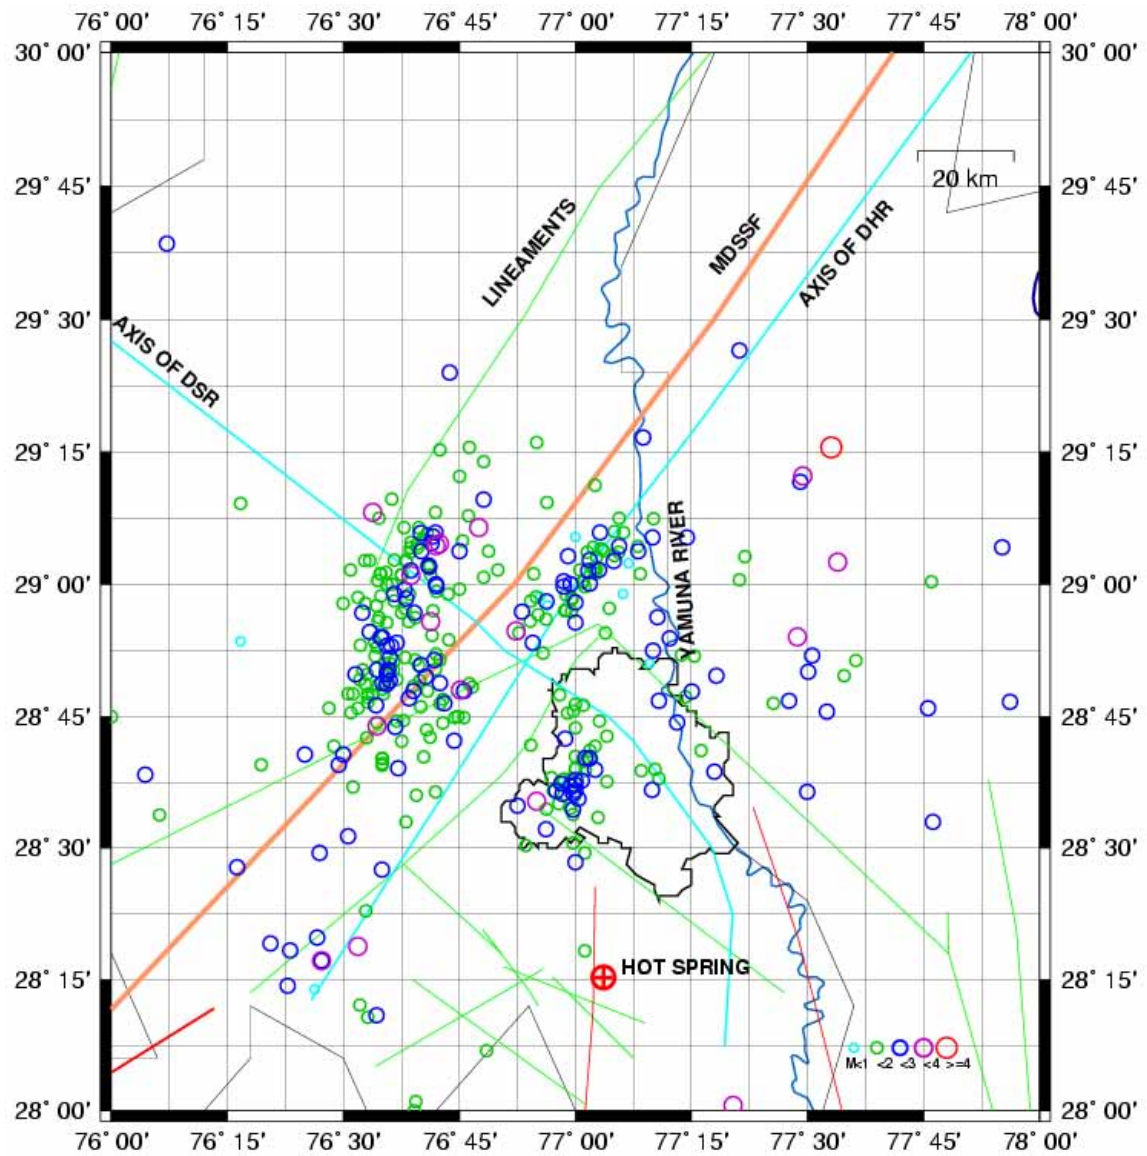 76° 00' 76° 15' 76° 30' 76° 45' 77° 00' 77° 15' 77° 30' 77° 45' 78° 00'
30° 00' 30° 00'
20 km
29° 45' 29° 45'
LINEAMENTS
MDSSF
AXIS OF DHR
29° 30' 29° 30'
AXIS OF DSR
29° 15' 29° 15'
YAMUNA RIVER
29° 00' 29° 00'
28° 45' 28° 45'
28° 30' 28° 30'
HOT SPRING
28° 15' 28° 15'
M<1 <2 <3 <4 >=4
28° 00' 28° 00'
76° 00' 76° 15' 76° 30' 76° 45' 77° 00' 77° 15' 77° 30' 77° 45' 78° 00'